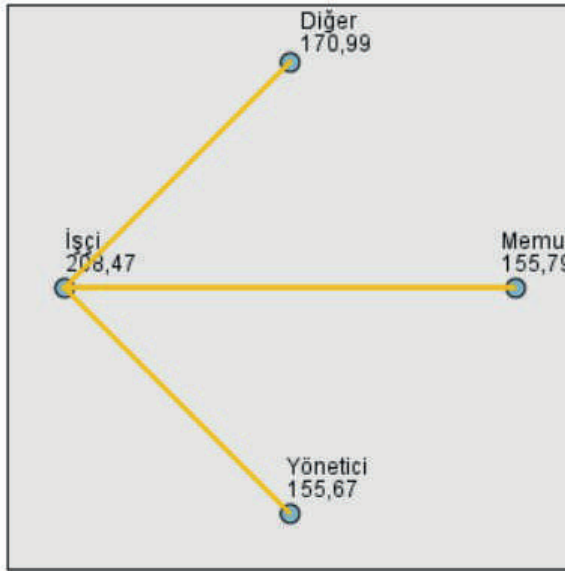 Diğer
170,99
İşçi
208,47
Memu
155,79
Yönetici
155,67